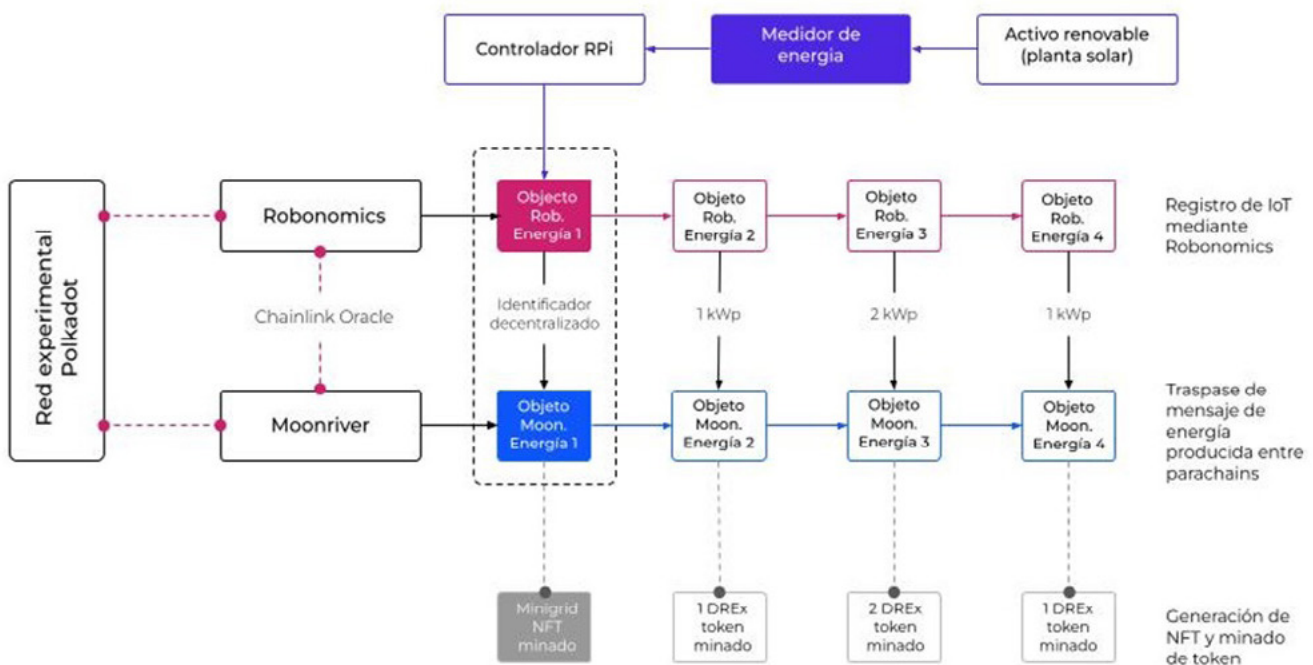 Controlador RPi
Medidor de
energia
Activo renovable
(planta solar)
Red experimental
Polkadot
Robonomics
Objecto
Rob.
Energía 1
Objeto
Rob.
Energía 2
Objeto
Rob.
Energía 3
Objeto
Rob.
Energía 4
Registro de IoT
mediante
Robonomics
Chainlink Oracle
Identificador
decentralizado
1 kWp
2 kWp
1 kWp
Moonriver
Objeto
Moon.
Energía 1
Objeto
Moon.
Energía 2
Objeto
Moon.
Energía 3
Objeto
Moon.
Energía 4
Traspase de
mensaje de
energía
producida entre
parachains
Minigrid
NFT
minado
1 DREx
token
minado
2 DREx
token
minado
1 DREx
token
minado
Generación de
NFT y minado
de token